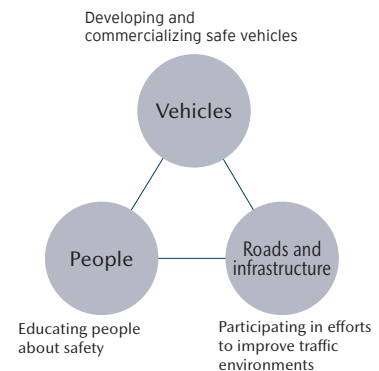 Developing and
commercializing safe vehicles
Vehicles
People
Roads and
infrastructure
Educating people
about safety
Participating in efforts
to improve traffic
environments